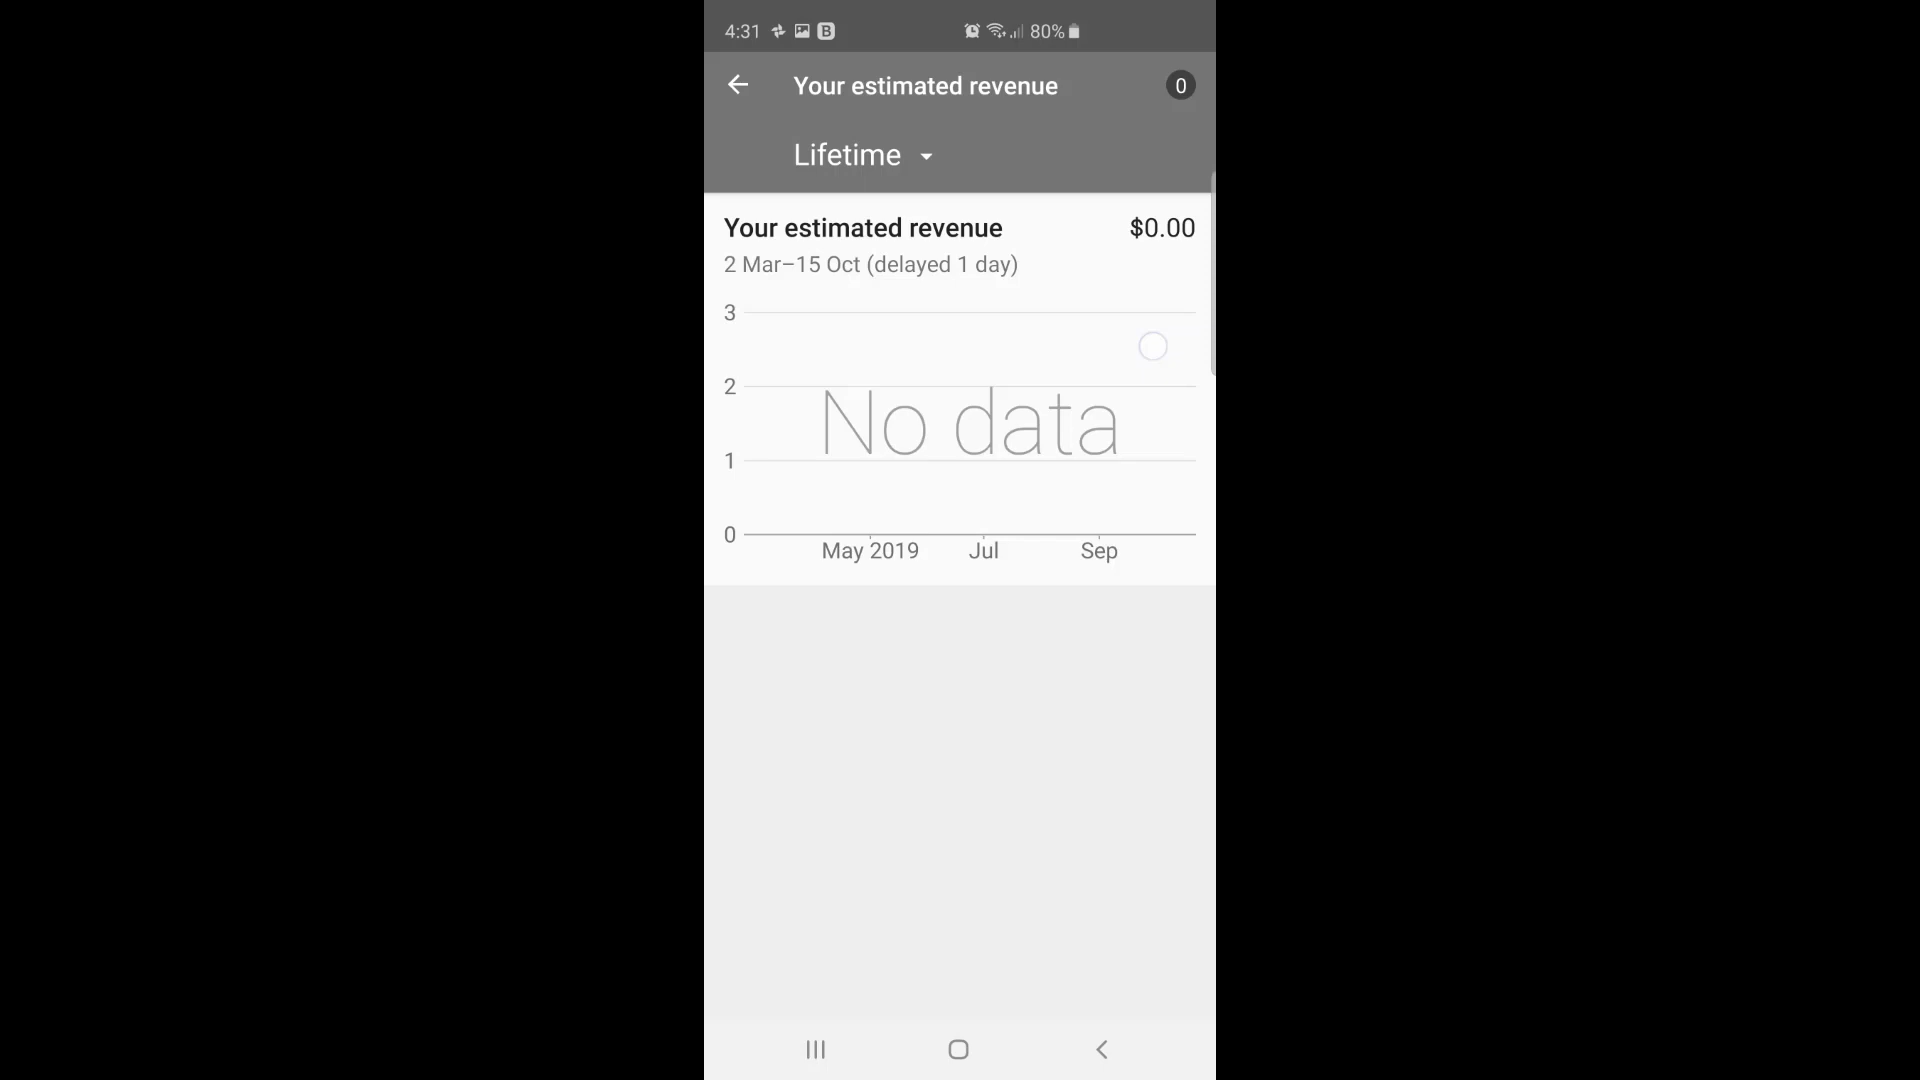 4:31 B 80%
Your estimated revenue 0
Lifetime
Your estimated revenue $0.00
2 Mar–15 Oct (delayed 1 day)
3
2
No data
1
0
May 2019 Jul Sep